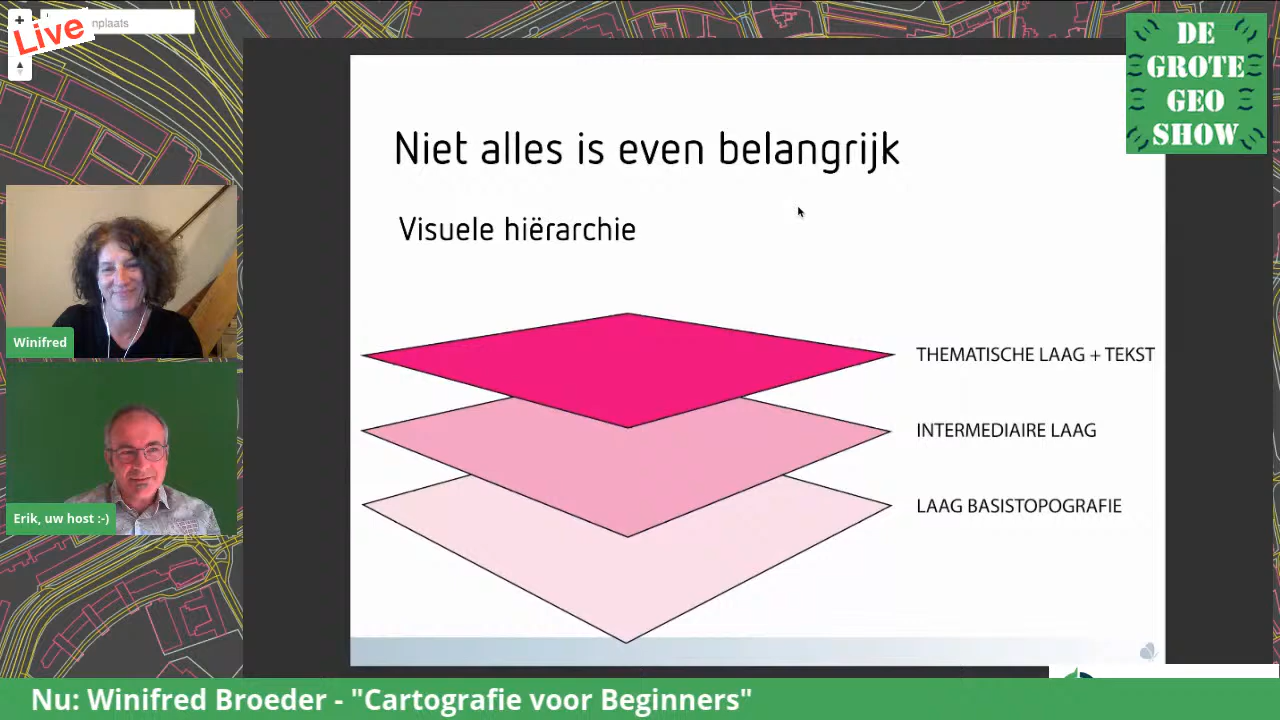 nplaats
Live
DE
GROTE
GEO
SHOW
Niet alles is even belangrijk
Visuele hiërarchie
Winifred
THEMATISCHE LAAG + TEKST
INTERMEDIAIRE LAAG
Erik, uw host :-)
LAAG BASISTOPOGRAFIE
Nu: Winifred Broeder - "Cartografie voor Beginners"